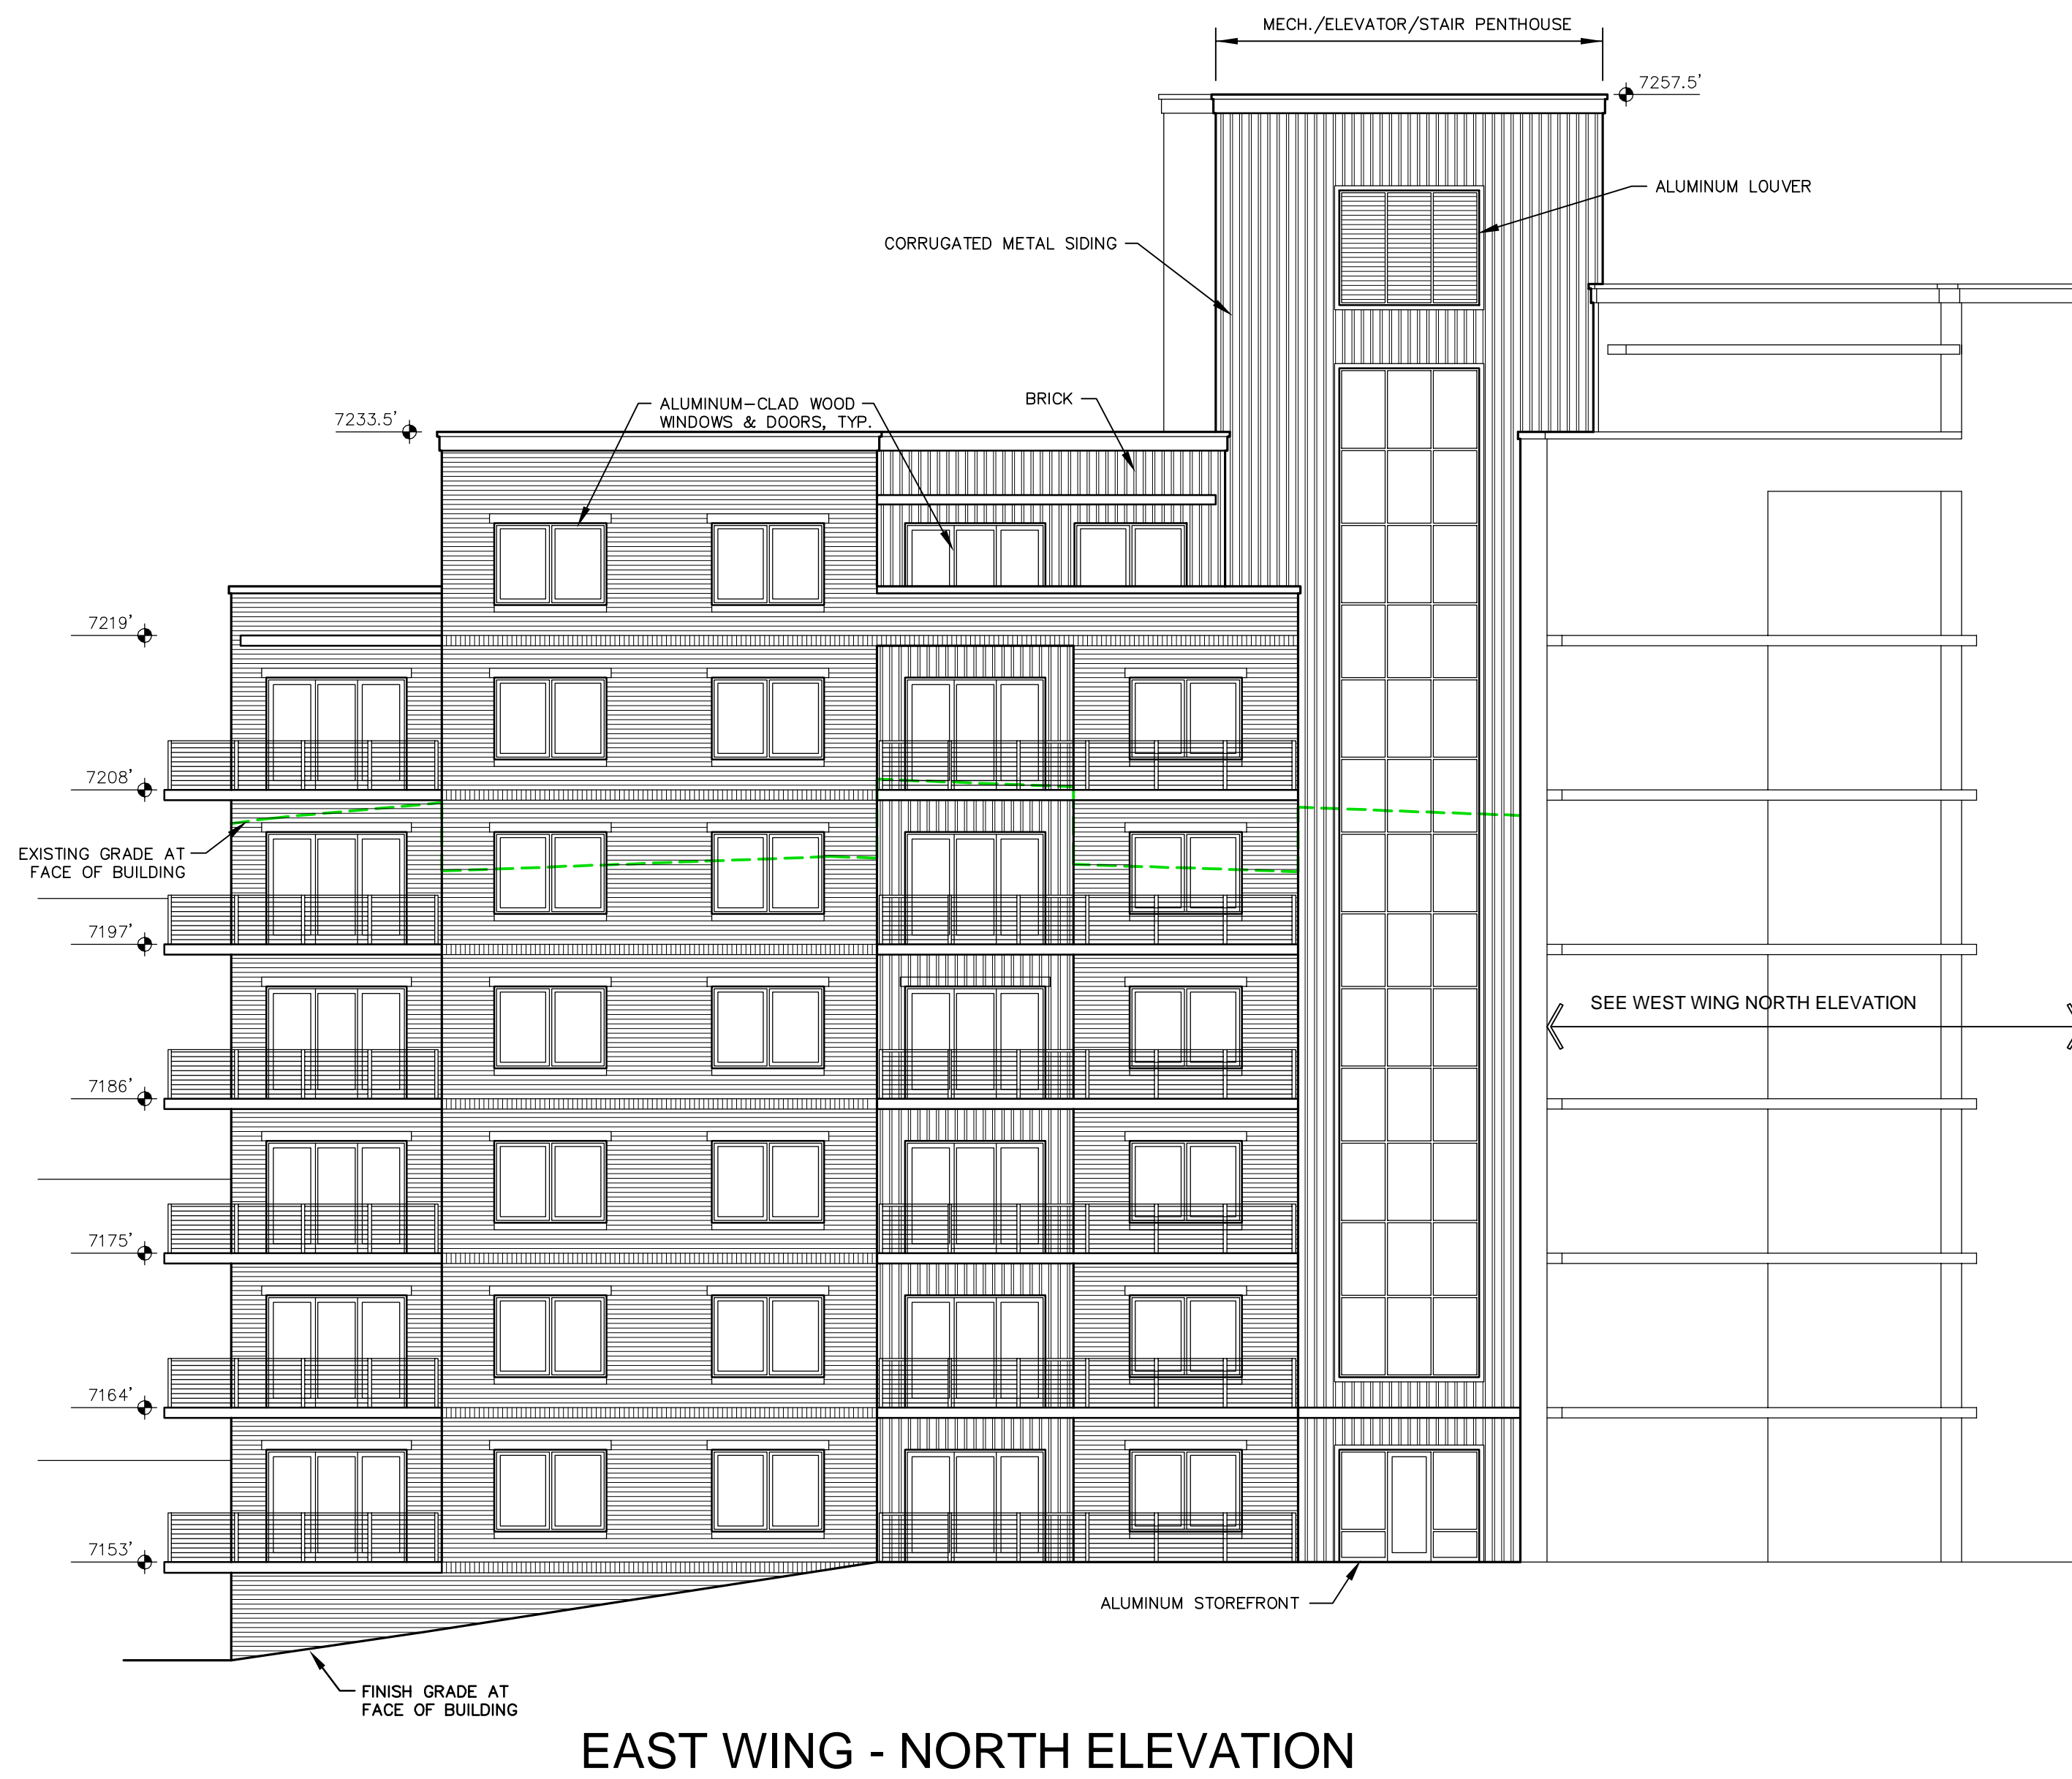 MECH./ELEVATOR/STAIR PENTHOUSE
7257.5'
ALUMINUM LOUVER
CORRUGATED METAL SIDING
BRICK
ALUMINUM-CLAD WOOD
WINDOWS & DOORS, TYP.
7233.5'
7219'
7208'
EXISTING GRADE AT
FACE OF BUILDING
7197'
SEE WEST WING NORTH ELEVATION
7186'
7175'
7164'
7153'
ALUMINUM STOREFRONT
FINISH GRADE AT
FACE OF BUILDING
EAST WING - NORTH ELEVATION